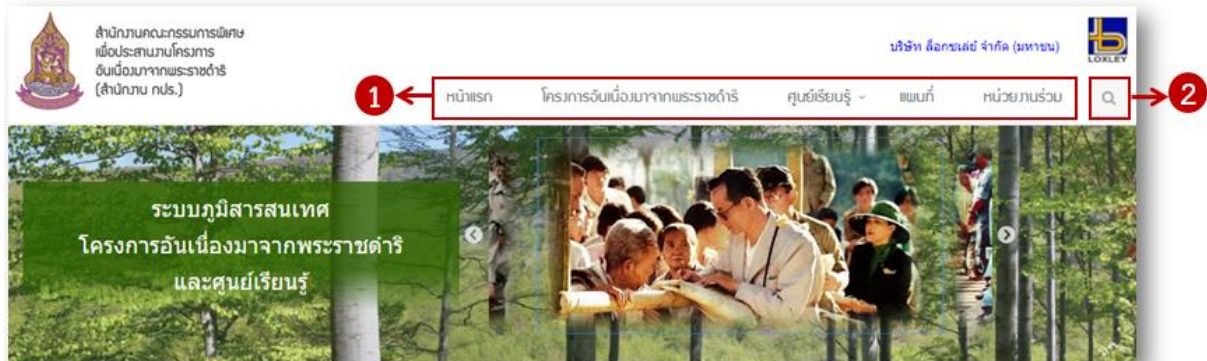 สำนักงานคณะกรรมการพิเศษ
เพื่อประสานงานโครงการ
อันเนื่องมาจากพระราชดำริ
(สำนักงาน กปร.)
บริษัท ล็อกซเล่ย์ จำกัด (มหาชน)
LOXLEY
1
หน้าแรก โครงการอันเนื่องมาจากพระราชดำริ ศูนย์เรียนรู้ แผนที่ หน่วยงานร่วม
2
ระบบภูมิสารสนเทศ
โครงการอันเนื่องมาจากพระราชดำริ
และศูนย์เรียนรู้